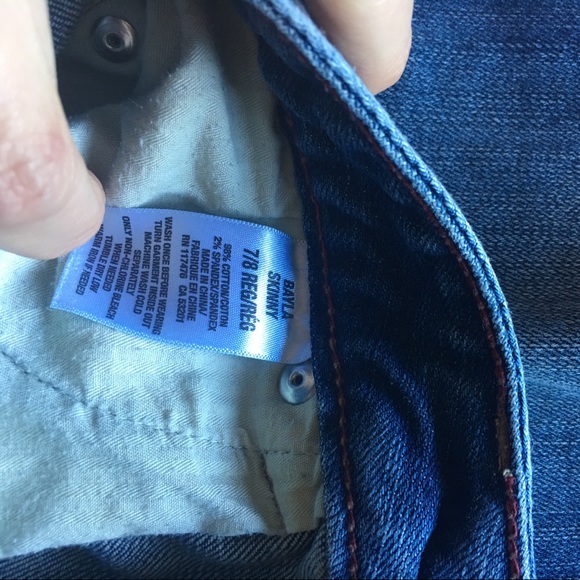 BAYLA
SKINNY
7/8 REG/RÉG
98% COTTON/COTON
2% SPANDEX/SPANDEX
MADE IN CHINA/
FABRIQUÉ EN CHINE
RN 111479 CA 53291
WASH ONCE BEFORE WEARING
TURN GARMENT INSIDE OUT
MACHINE WASH COLD
SEPARATELY
ONLY NON-CHLORINE BLEACH
WHEN NEEDED
TUMBLE DRY LOW
WARM IRON IF NEEDED